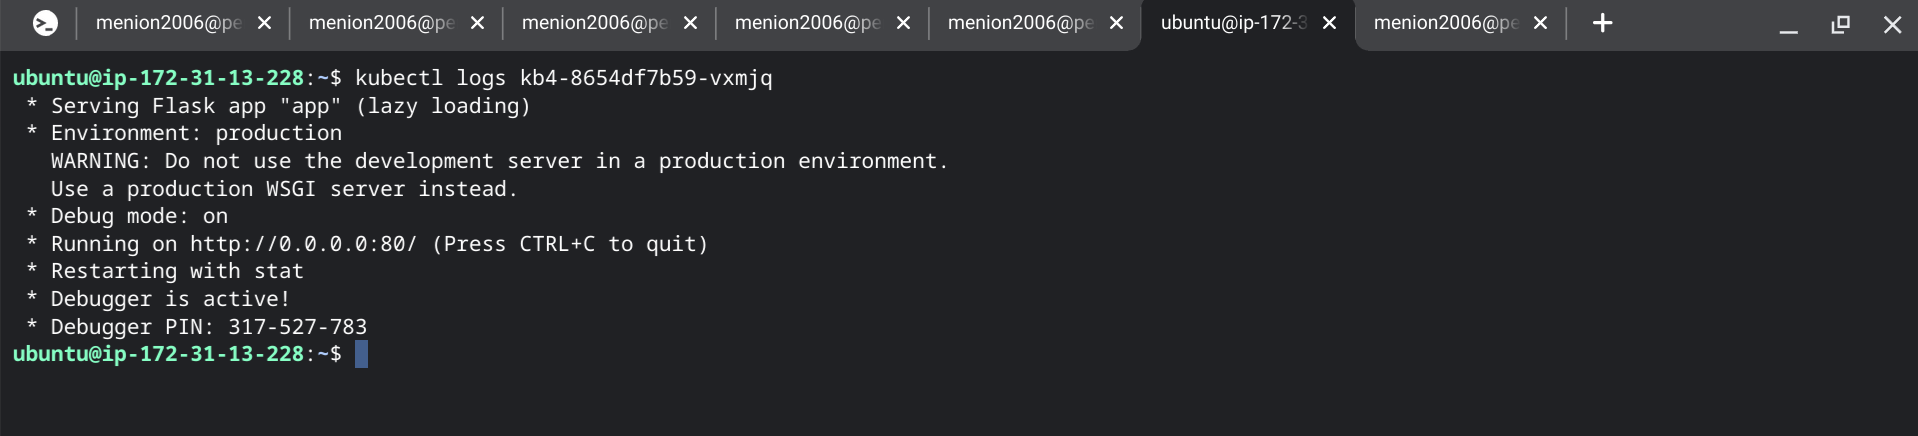 menion2006@pe menion2006@pe menion2006@pe menion2006@pe menion2006@pe ubuntu@ip-172-3 menion2006@pe
ubuntu@ip-172-31-13-228:~$ kubectl logs kb4-8654df7b59-vxmjq
 * Serving Flask app "app" (lazy loading)
 * Environment: production
   WARNING: Do not use the development server in a production environment.
   Use a production WSGI server instead.
 * Debug mode: on
 * Running on http://0.0.0.0:80/ (Press CTRL+C to quit)
 * Restarting with stat
 * Debugger is active!
 * Debugger PIN: 317-527-783
ubuntu@ip-172-31-13-228:~$